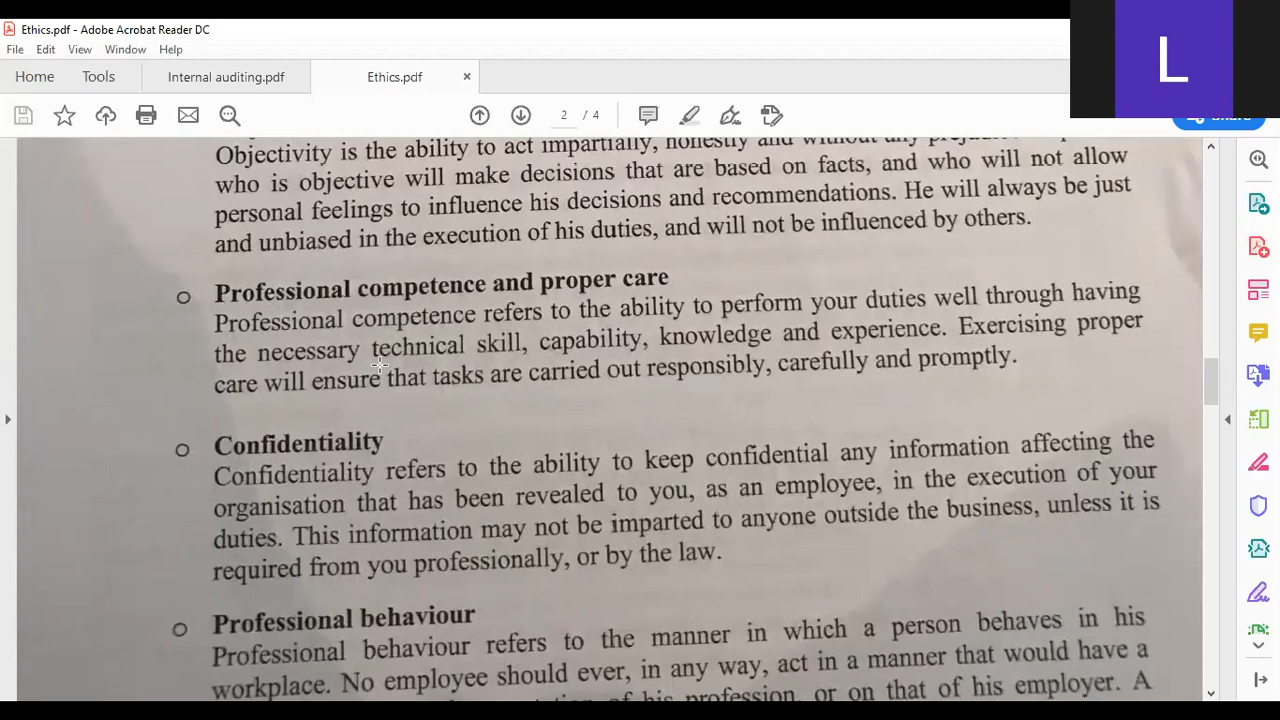 Ethics.pdf - Adobe Acrobat Reader DC
File Edit View Window Help
Home Tools Internal auditing.pdf Ethics.pdf ×
2 / 4
L
Objectivity is the ability to act impartially, honestly and without any
who is objective will make decisions that are based on facts, and who will not allow
personal feelings to influence his decisions and recommendations. He will always be just
and unbiased in the execution of his duties, and will not be influenced by others.
Professional competence and proper care
Professional competence refers to the ability to perform your duties well through having
the necessary technical skill, capability, knowledge and experience. Exercising proper
care will ensure that tasks are carried out responsibly, carefully and promptly.
Confidentiality
Confidentiality refers to the ability to keep confidential any information affecting the
organisation that has been revealed to you, as an employee, in the execution of your
duties. This information may not be imparted to anyone outside the business, unless it is
required from you professionally, or by the law.
Professional behaviour
Professional behaviour refers to the manner in which a person behaves in his
workplace. No employee should ever, in any way, act in a manner that would have a
of his profession, or on that of his employer. A